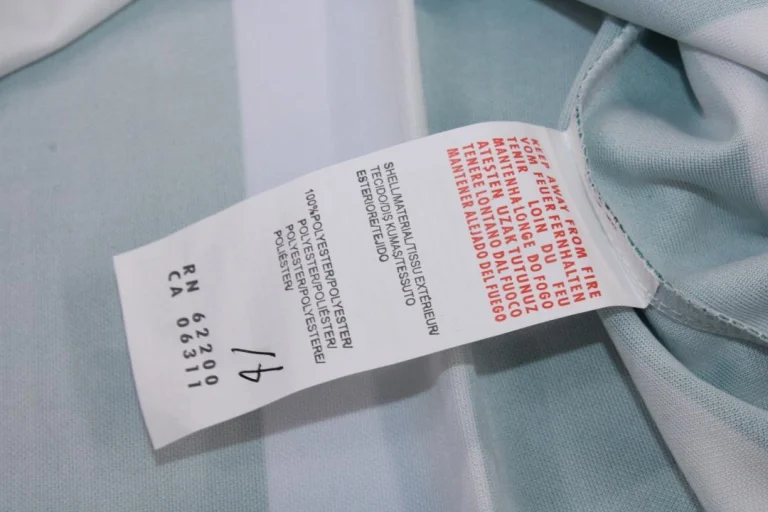 KEEP AWAY FROM FIRE
VOM FEUER FERNHALTEN
TENIR LOIN DU FEU
MANTENHA LONGE DO FOGO
ATEŞTEN UZAK TUTUNUZ
TENERE LONTANO DAL FUOCO
MANTENER ALEJADO DEL FUEGO
SHELL/MATERIAL/TISSU EXTÉRIEUR/
TECIDO/DIŞ KUMAŞ/TESSUTO
ESTERIORE/TEJIDO
100%POLYESTER/POLYESTER/
POLYESTER/POLIÉSTER/
POLYESTER/POLYESTERE/
POLIÉSTER/
RN 62200
CA 06311